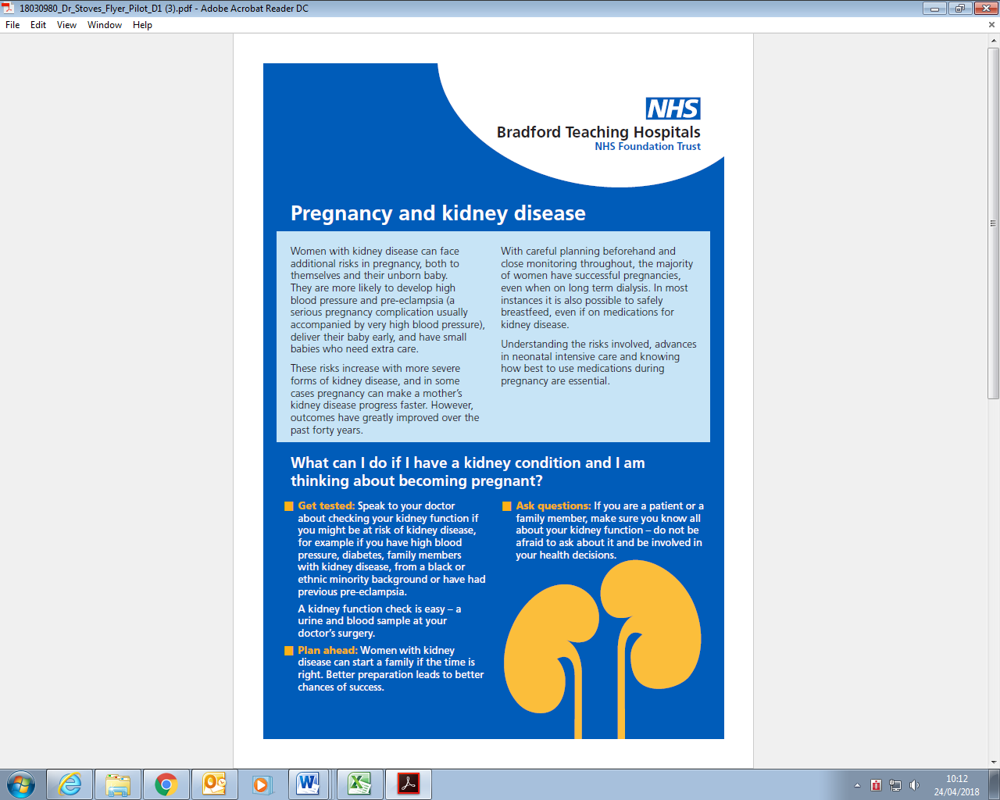 18030980_Dr_Stoves_Flyer_Pilot_D1 (3).pdf - Adobe Acrobat Reader DC
File Edit View Window Help
NHS
Bradford Teaching Hospitals
NHS Foundation Trust
Pregnancy and kidney disease
Women with kidney disease can face
additional risks in pregnancy, both to
themselves and their unborn baby.
They are more likely to develop high
blood pressure and pre-eclampsia (a
serious pregnancy complication usually
accompanied by very high blood pressure),
deliver their baby early, and have small
babies who need extra care.
These risks increase with more severe
forms of kidney disease, and in some
cases pregnancy can make a mother's
kidney disease progress faster. However,
outcomes have greatly improved over the
past forty years.
With careful planning beforehand and
close monitoring throughout, the majority
of women have successful pregnancies,
even when on long term dialysis. In most
instances it is also possible to safely
breastfeed, even if on medications for
kidney disease.
Understanding the risks involved, advances
in neonatal intensive care and knowing
how best to use medications during
pregnancy are essential.
What can I do if I have a kidney condition and I am
thinking about becoming pregnant?
Get tested: Speak to your doctor
about checking your kidney function if
you might be at risk of kidney disease,
for example if you have high blood
pressure, diabetes, family members
with kidney disease, from a black or
ethnic minority background or have had
previous pre-eclampsia.
A kidney function check is easy – a
urine and blood sample at your
doctor's surgery.
Plan ahead: Women with kidney
disease can start a family if the time is
right. Better preparation leads to better
chances of success.
Ask questions: If you are a patient or a
family member, make sure you know all
about your kidney function – do not be
afraid to ask about it and be involved in
your health decisions.
10:12
24/04/2018